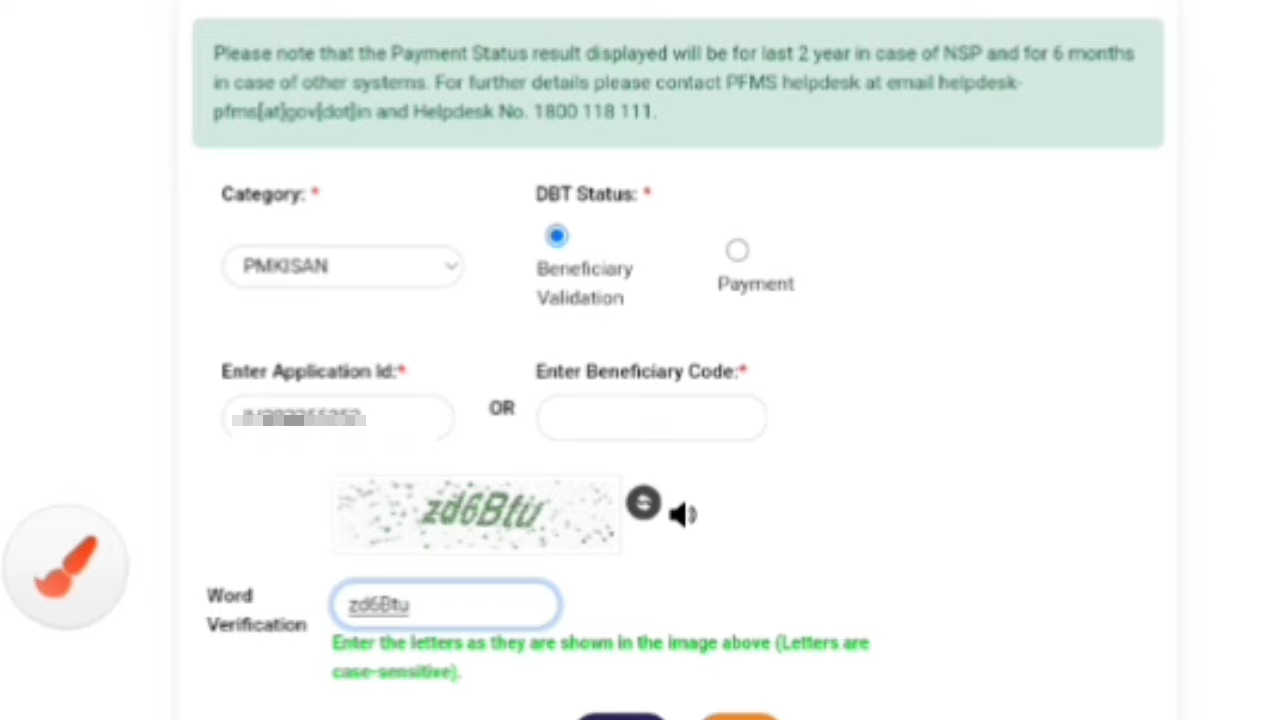 Please note that the Payment Status result displayed will be for last 2 year in case of NSP and for 6 months
in case of other systems. For further details please contact PFMS helpdesk at email helpdesk-
pfms[at]gov[dot]in and Helpdesk No. 1800 118 111.
Category: * DBT Status: *
PMKISAN
Beneficiary
Validation
Payment
Enter Application Id:* Enter Beneficiary Code:*
OR
zd6Btu
Word
Verification
zd6Btu
Enter the letters as they are shown in the image above (Letters are
case-sensitive).